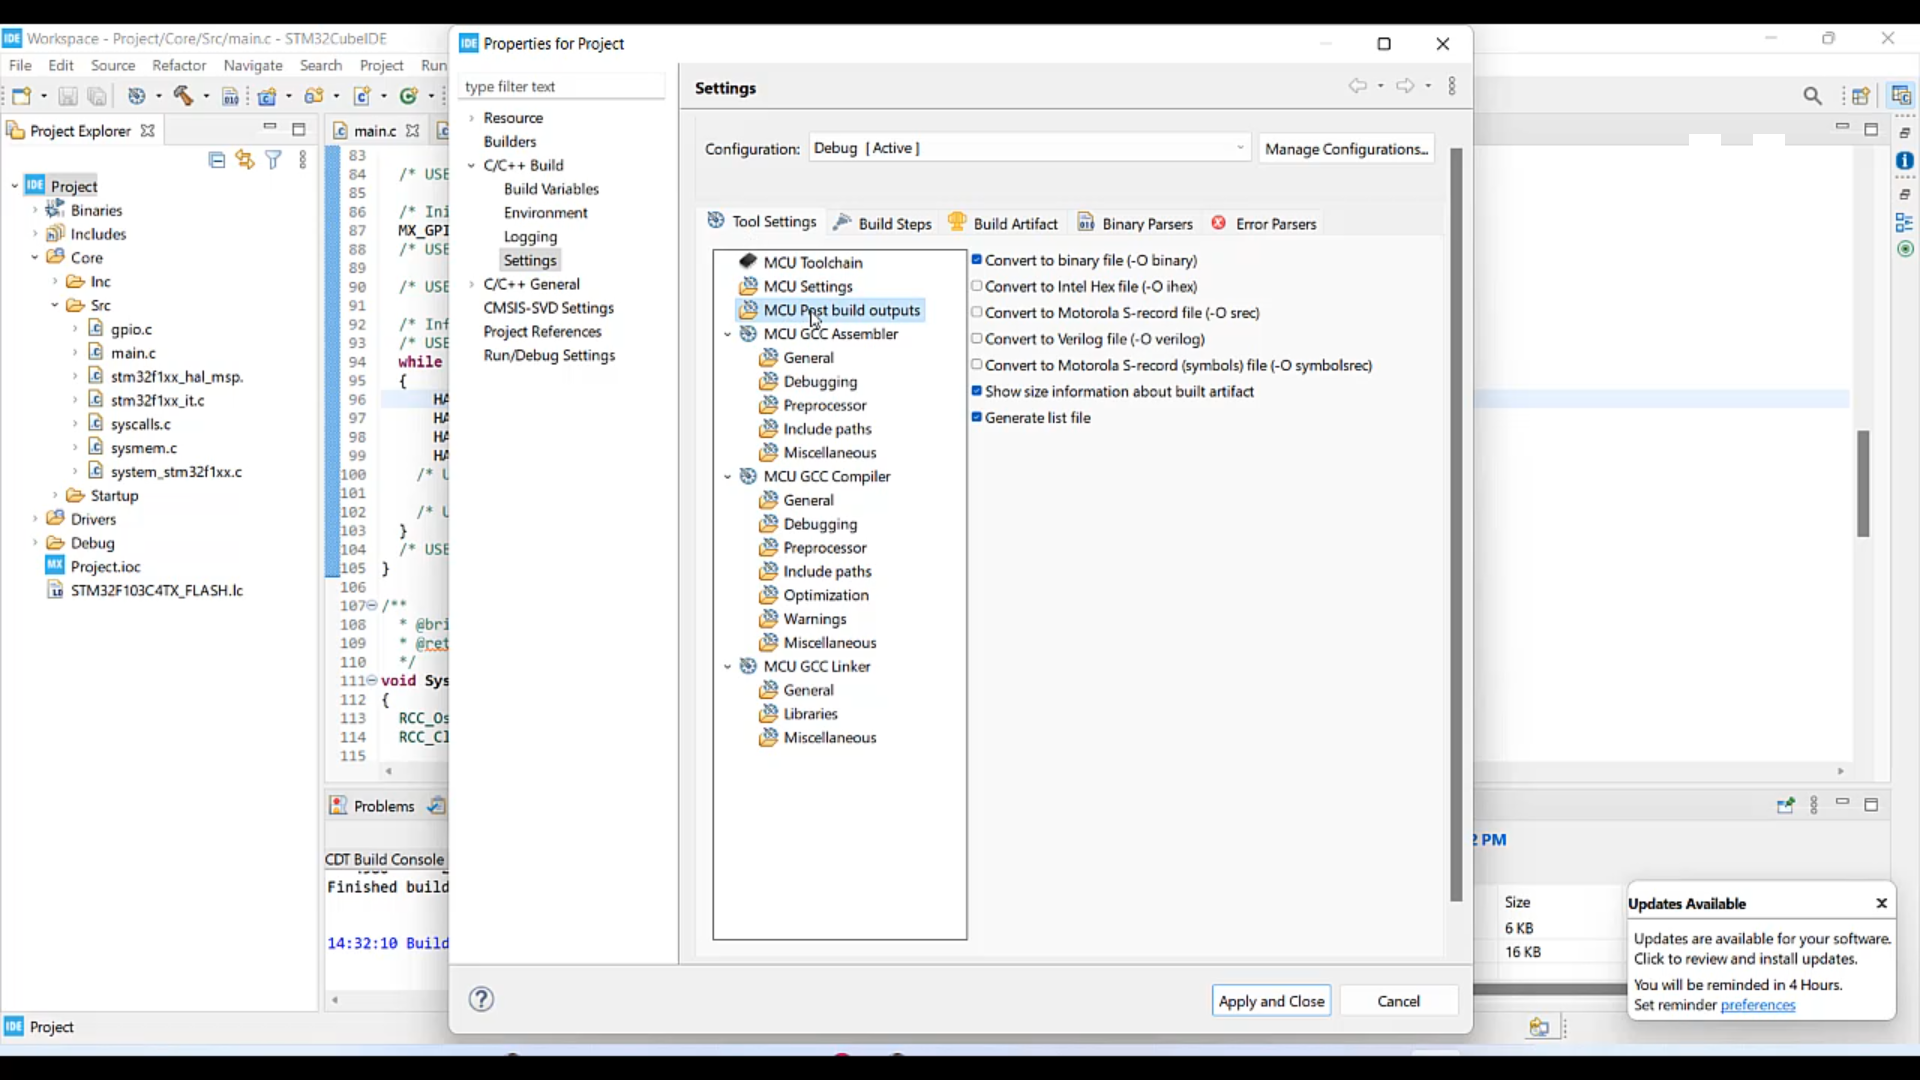 Workspace - Project/Core/Src/main.c - STM32CubeIDE
File Edit Source Refactor Navigate Search Project Run
Project Explorer
Project
Binaries
Includes
Core
Inc
Src
gpio.c
main.c
stm32f1xx_hal_msp.
stm32f1xx_it.c
syscalls.c
sysmem.c
system_stm32f1xx.c
Startup
Drivers
Debug
Project.ioc
STM32F103C4TX_FLASH.lc
Project
main.c
83
84 /* USE
85
86 /* Ini
87 MX_GPI
88 /* USE
89
90 /* USE
91
92 /* Inf
93 /* USE
94 while
95 {
96 HA
97 HA
98 HA
99 HA
100 /* U
101
102 /* U
103 }
104 /* USE
105 }
106
107 /**
108 * @bri
109 * @ret
110 */
111 void Sys
112 {
113 RCC_Os
114 RCC_Cl
115
Problems
CDT Build Console
Finished build
14:32:10 Build
IDE Properties for Project
type filter text
Resource
Builders
C/C++ Build
Build Variables
Environment
Logging
Settings
C/C++ General
CMSIS-SVD Settings
Project References
Run/Debug Settings
Settings
Configuration: Debug [ Active ] Manage Configurations...
Tool Settings Build Steps Build Artifact Binary Parsers Error Parsers
MCU Toolchain
MCU Settings
MCU Post build outputs
MCU GCC Assembler
General
Debugging
Preprocessor
Include paths
Miscellaneous
MCU GCC Compiler
General
Debugging
Preprocessor
Include paths
Optimization
Warnings
Miscellaneous
MCU GCC Linker
General
Libraries
Miscellaneous
Convert to binary file (-O binary)
Convert to Intel Hex file (-O ihex)
Convert to Motorola S-record file (-O srec)
Convert to Verilog file (-O verilog)
Convert to Motorola S-record (symbols) file (-O symbolsrec)
Show size information about built artifact
Generate list file
Apply and Close Cancel
2 PM
Size
6 KB
16 KB
Updates Available
Updates are available for your software.
Click to review and install updates.
You will be reminded in 4 Hours.
Set reminder preferences